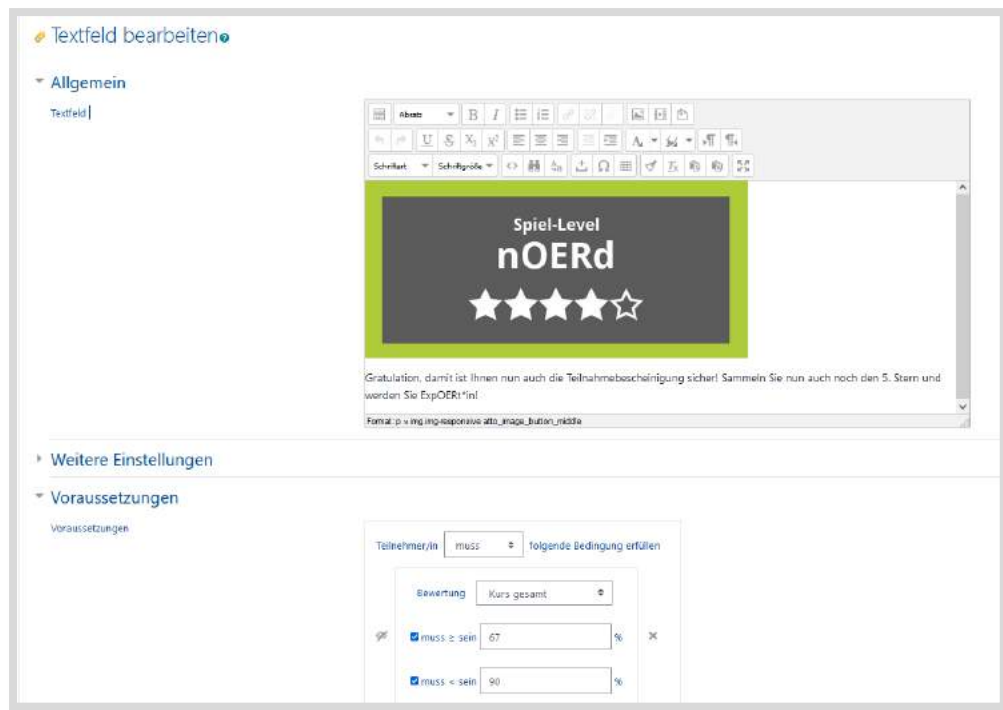 Textfeld bearbeiten
Allgemein
Textfeld
Absatz B I
U S X₂ X²
Schriftart Schriftgröße Ω
Spiel-Level
nOERd
Gratulation, damit ist Ihnen nun auch die Teilnahmebescheinigung sicher! Sammeln Sie nun auch noch den 5. Stern und
werden Sie ExpOERt*in!
Format: p » img.img-responsive atto_image_button_middle
Weitere Einstellungen
Voraussetzungen
Voraussetzungen
Teilnehmer/in muss folgende Bedingung erfüllen
Bewertung Kurs gesamt
muss ≥ sein 67 %
muss < sein 90 %